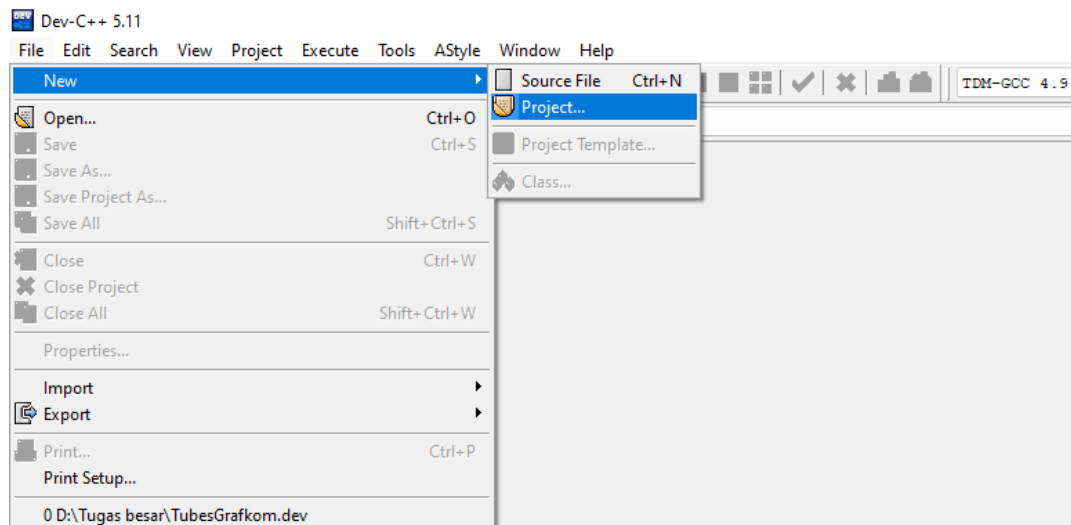 DEV Dev-C++ 5.11
File Edit Search View Project Execute Tools AStyle Window Help
New
Source File Ctrl+N
TDM-GCC 4.9
Project...
Open... Ctrl+O
Save Ctrl+S
Project Template...
Save As...
Class...
Save Project As...
Save All Shift+Ctrl+S
Close Ctrl+W
Close Project
Close All Shift+Ctrl+W
Properties...
Import
Export
Print... Ctrl+P
Print Setup...
0 D:\Tugas besar\TubesGrafkom.dev